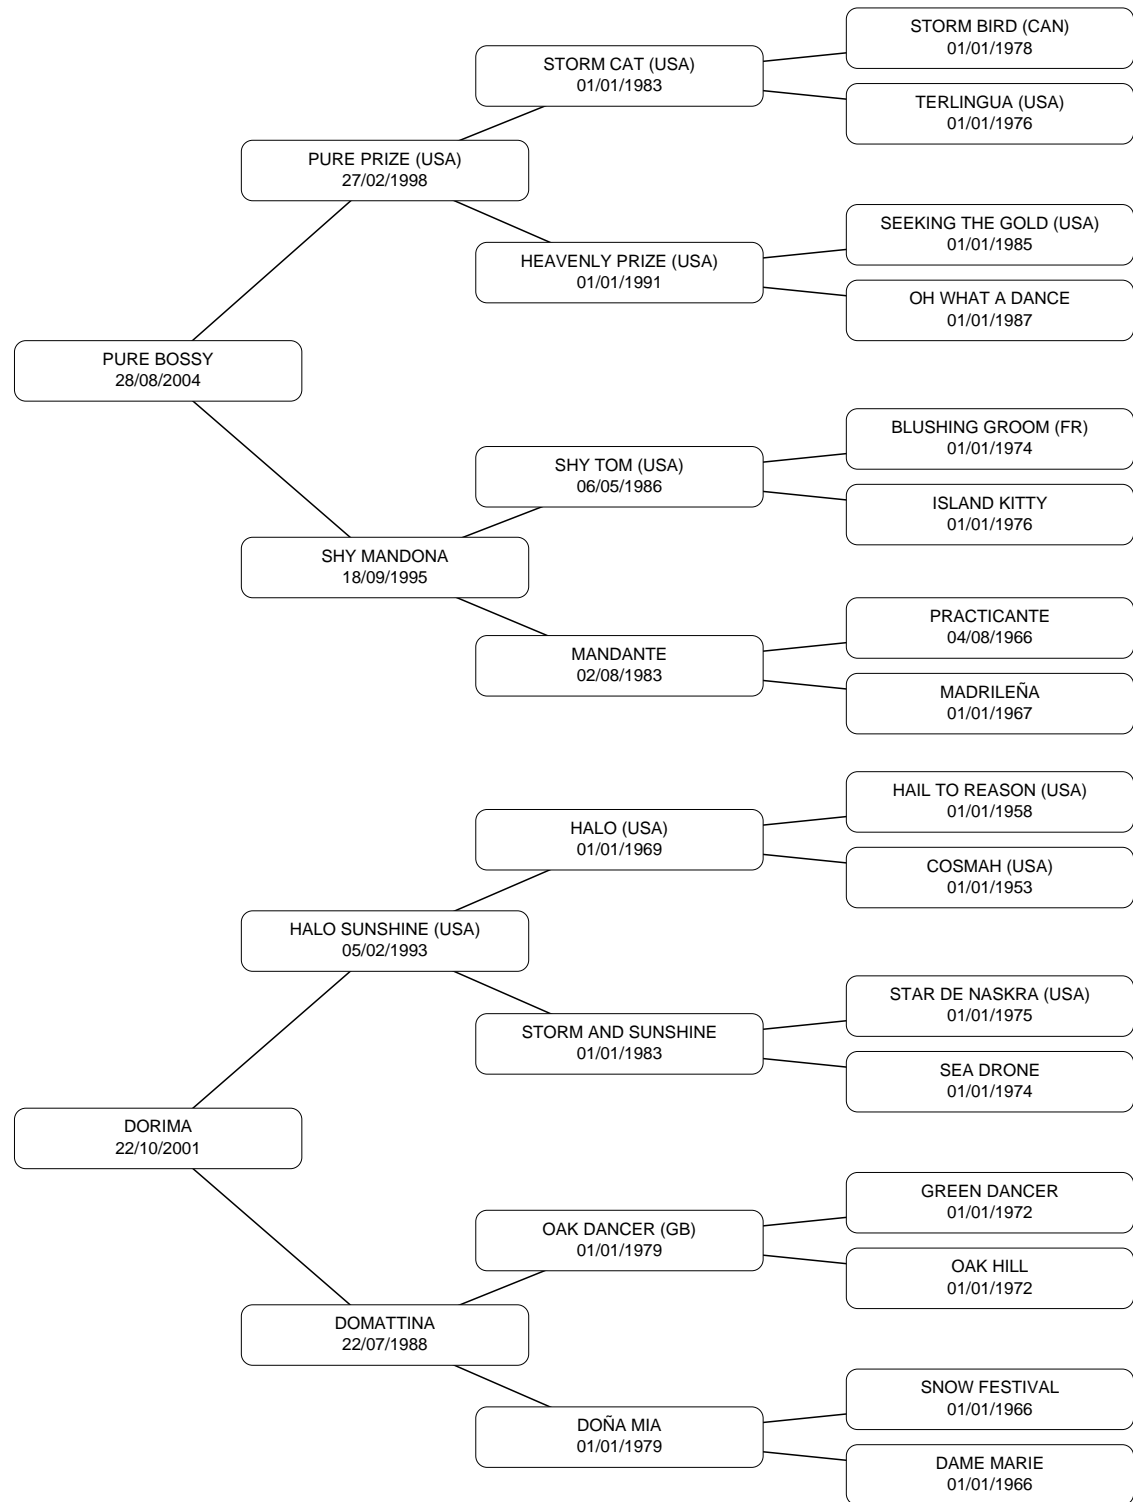 STORM BIRD (CAN)
01/01/1978
STORM CAT (USA)
01/01/1983
TERLINGUA (USA)
01/01/1976
PURE PRIZE (USA)
27/02/1998
SEEKING THE GOLD (USA)
01/01/1985
HEAVENLY PRIZE (USA)
01/01/1991
OH WHAT A DANCE
01/01/1987
PURE BOSSY
28/08/2004
BLUSHING GROOM (FR)
01/01/1974
SHY TOM (USA)
06/05/1986
ISLAND KITTY
01/01/1976
SHY MANDONA
18/09/1995
PRACTICANTE
04/08/1966
MANDANTE
02/08/1983
MADRILEÑA
01/01/1967
HAIL TO REASON (USA)
01/01/1958
HALO (USA)
01/01/1969
COSMAH (USA)
01/01/1953
HALO SUNSHINE (USA)
05/02/1993
STAR DE NASKRA (USA)
01/01/1975
STORM AND SUNSHINE
01/01/1983
SEA DRONE
01/01/1974
DORIMA
22/10/2001
GREEN DANCER
01/01/1972
OAK DANCER (GB)
01/01/1979
OAK HILL
01/01/1972
DOMATTINA
22/07/1988
SNOW FESTIVAL
01/01/1966
DOÑA MIA
01/01/1979
DAME MARIE
01/01/1966